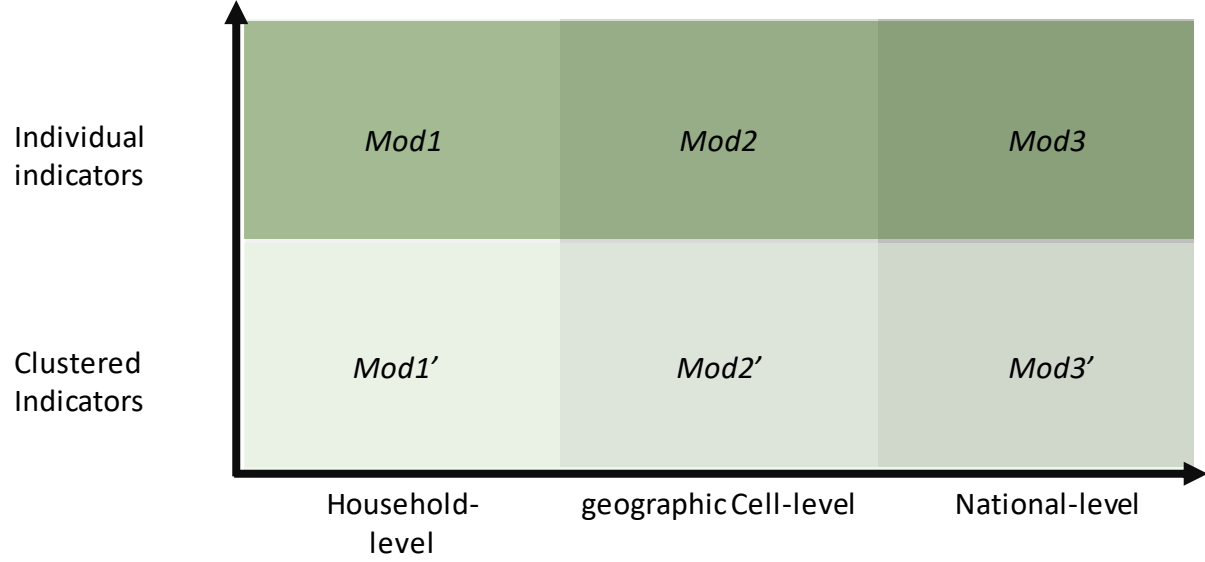 Individual
indicators
Mod1
Mod2
Mod3
Clustered
Indicators
Mod1’
Mod2’
Mod3’
Household-
level
geographic Cell-level
National-level